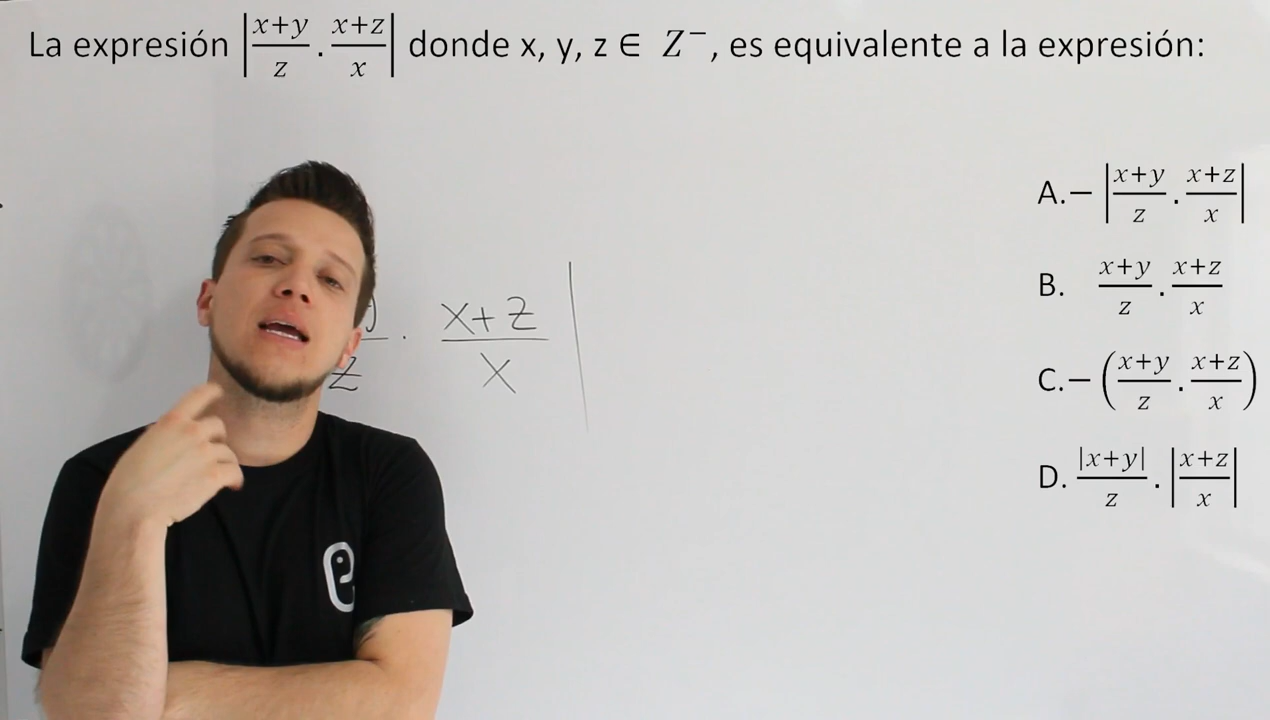 La expresión |x+y/z . x+z/x| donde x, y, z ∈ Z⁻, es equivalente a la expresión:
A. − |x+y/z . x+z/x|
B. x+y/z . x+z/x
C. − (x+y/z . x+z/x)
D. |x+y|/z . |x+z/x|
z . x+z/x |